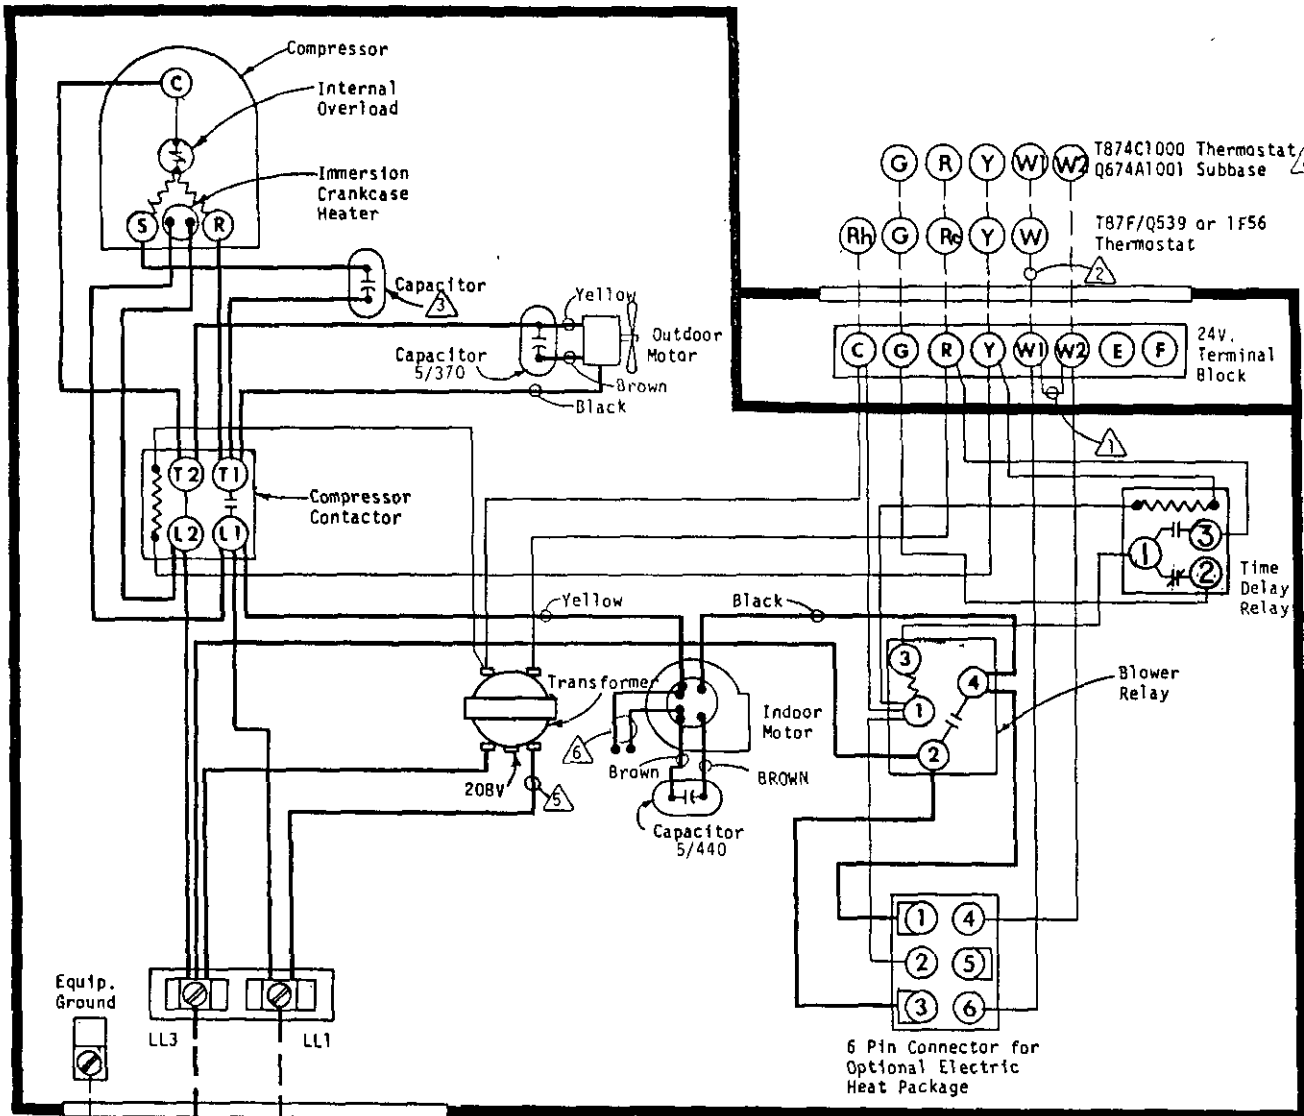 Compressor
C
Internal
Overload
Immersion
Crankcase
Heater
S
R
Capacitor
3
Yellow
Outdoor
Motor
Capacitor
5/370
Brown
Black
G R Y W1 W2
T874C1000 Thermostat
Q674A1001 Subbase
Rh G Rc Y W
T87F/Q539 or 1F56
Thermostat
2
C G R Y W1 W2 E F
24V.
Terminal
Block
1
T2 T1
L2 L1
Compressor
Contactor
1
3
2
Time
Delay
Relay
Yellow
Black
3
4
1
2
Blower
Relay
Transformer
Indoor
Motor
6
Brown
BROWN
208V
5
Capacitor
5/440
1 4
2 5
3 6
6 Pin Connector for
Optional Electric
Heat Package
Equip.
Ground
LL3
LL1